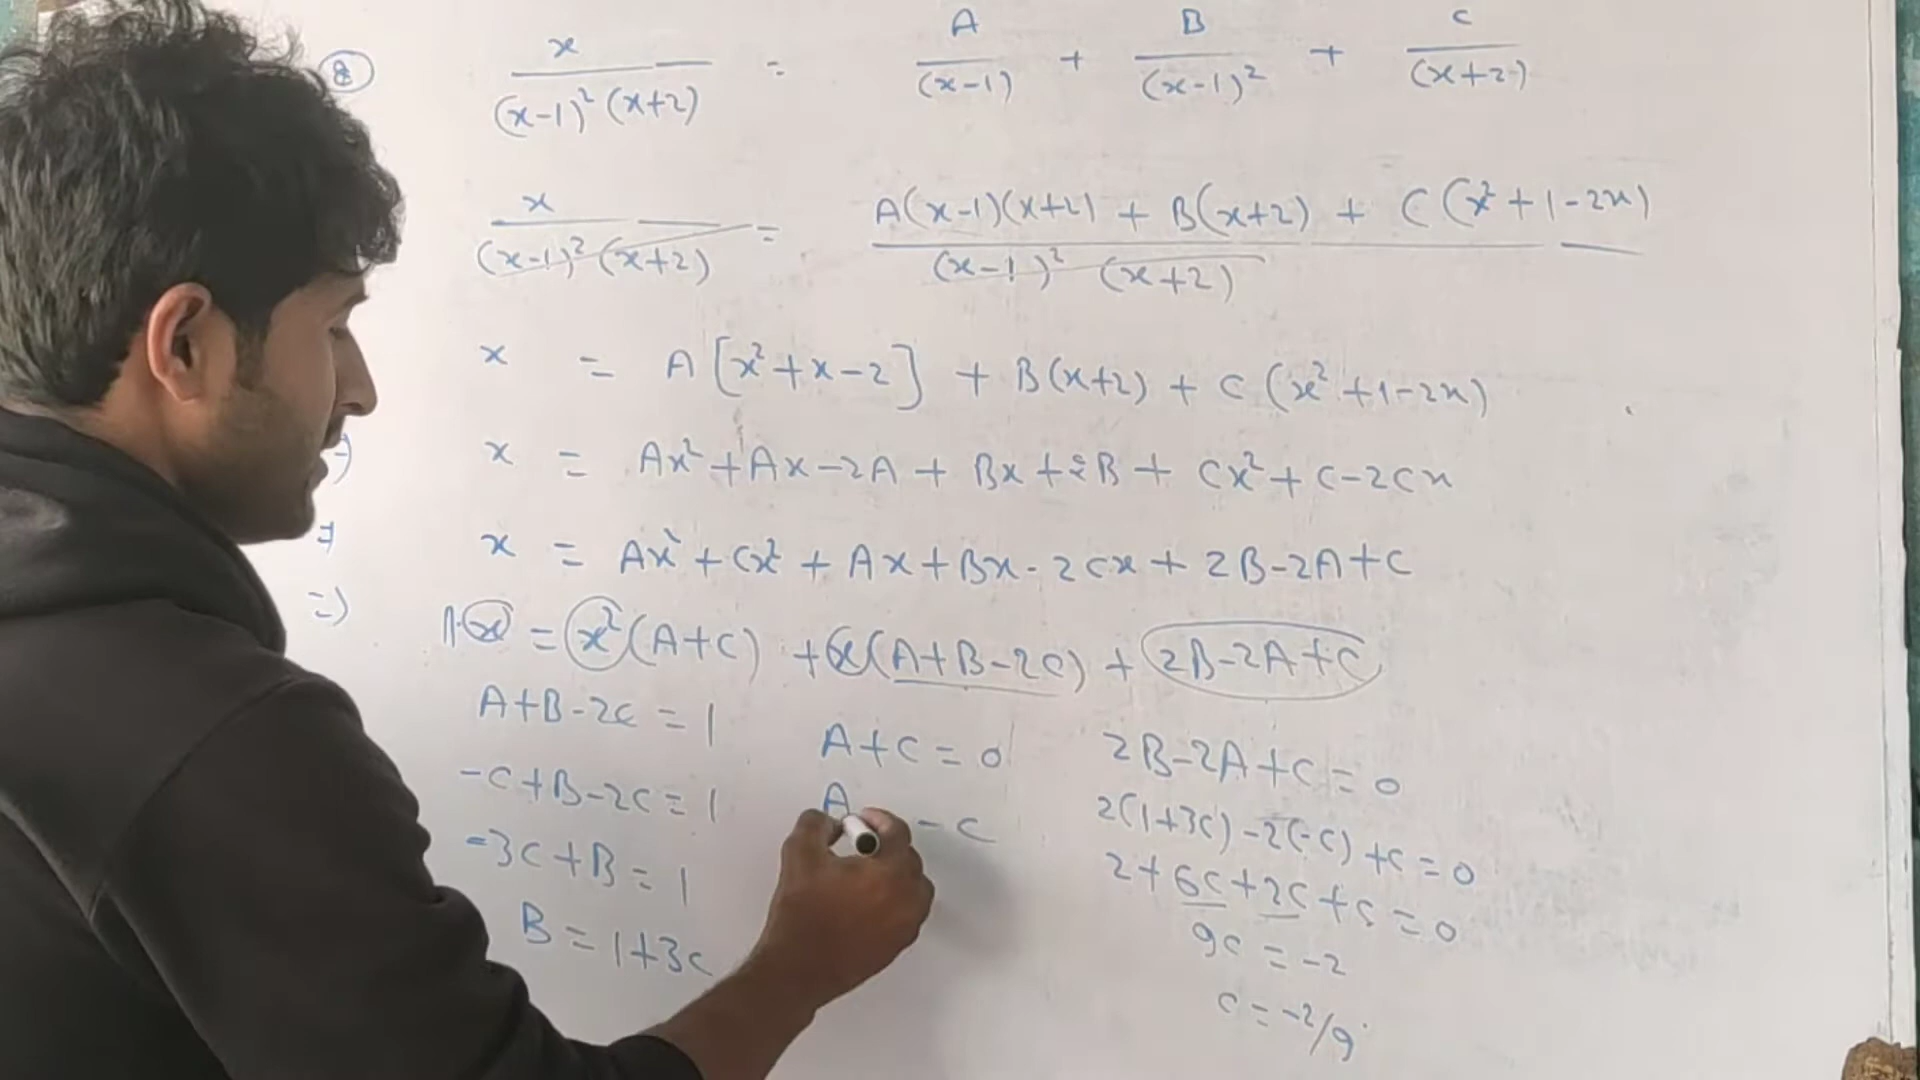 8
x / (x-1)² (x+2) = A / (x-1) + B / (x-1)² + C / (x+2)
x / (x-1)² (x+2) = A(x-1)(x+2) + B(x+2) + C(x²+1-2x) / (x-1)² (x+2)
x = A[x²+x-2] + B(x+2) + C(x²+1-2x)
x = Ax²+Ax-2A + Bx+2B + Cx²+C-2Cx
⇒ x = Ax²+Cx² + Ax+Bx-2Cx + 2B-2A+C
=) 1·x = x²(A+C) + x(A+B-2C) + 2B-2A+C
A+B-2C = 1
-C+B-2C = 1
-3C+B = 1
B = 1+3C
A+C = 0
A - C
2B-2A+C = 0
2(1+3C)-2(-C)+C = 0
2+6C+2C+C = 0
9C = -2
C = -2/9